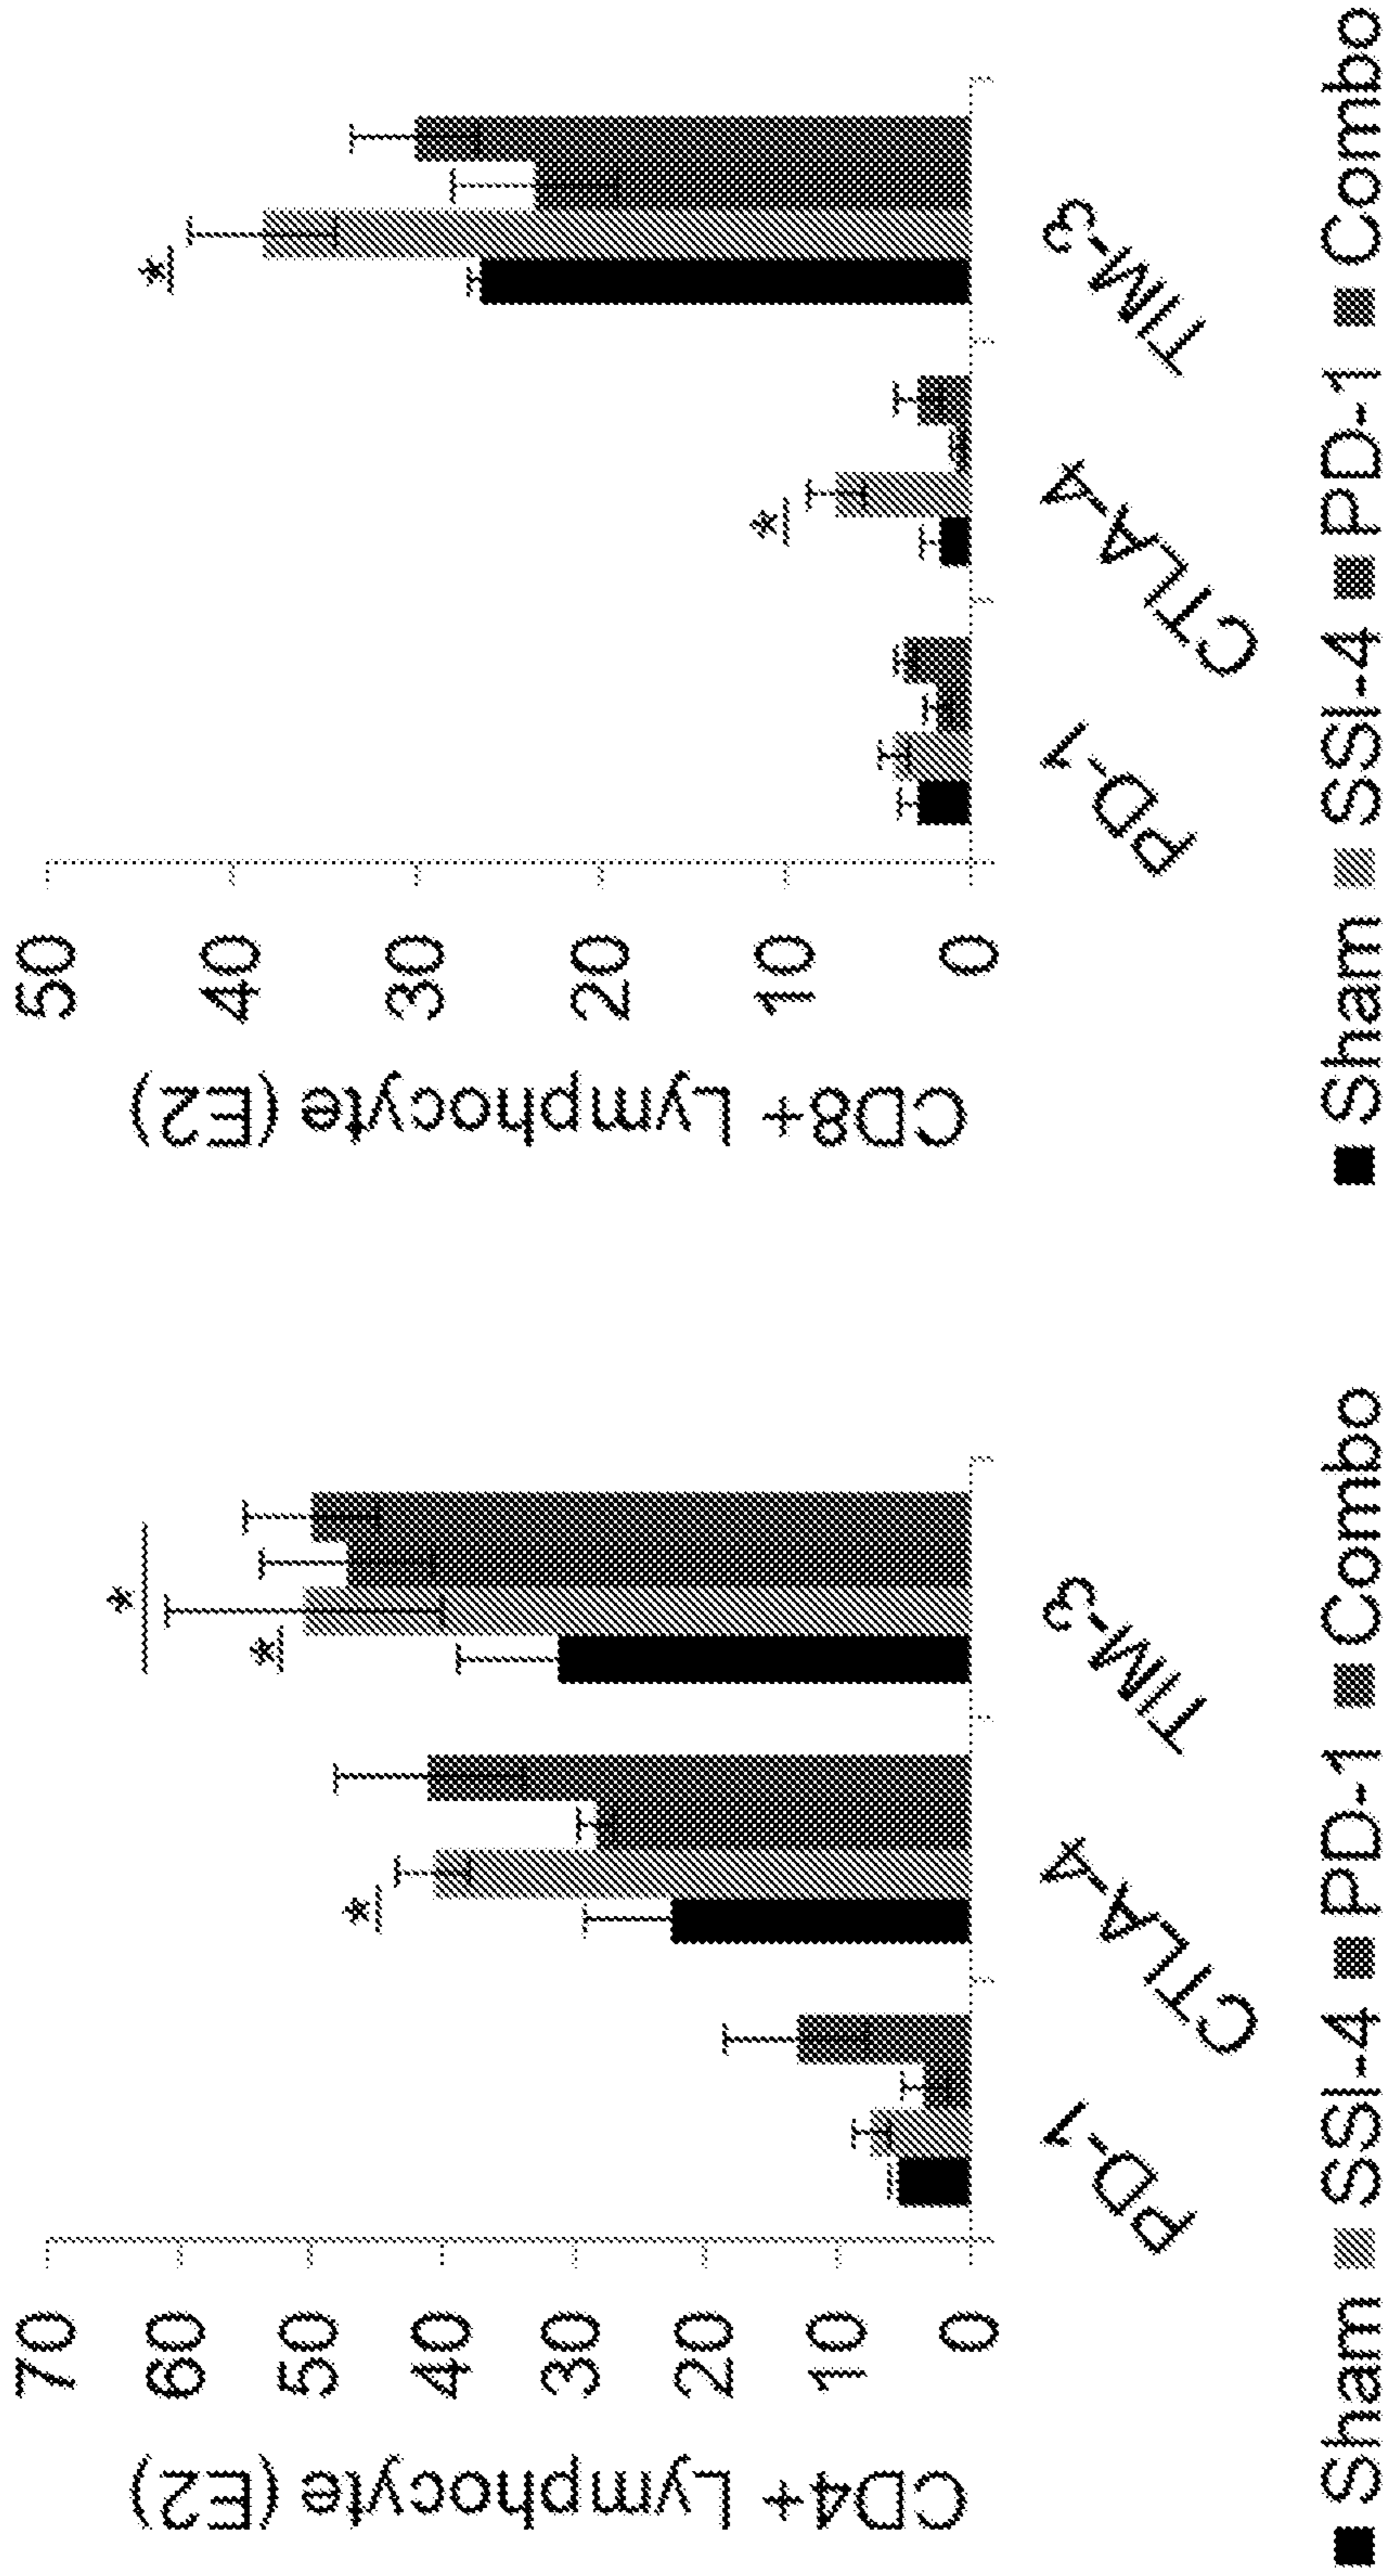 CD4+ Lymphocyte (E2)
70
60
50
40
30
20
10
0
*
*
*
PD-1
CTLA-4
TIM-3
■ Sham ■ SSI-4 ■ PD-1 ■ Combo
CD8+ Lymphocyte (E2)
50
40
30
20
10
0
*
*
PD-1
CTLA-4
TIM-3
■ Sham ■ SSI-4 ■ PD-1 ■ Combo